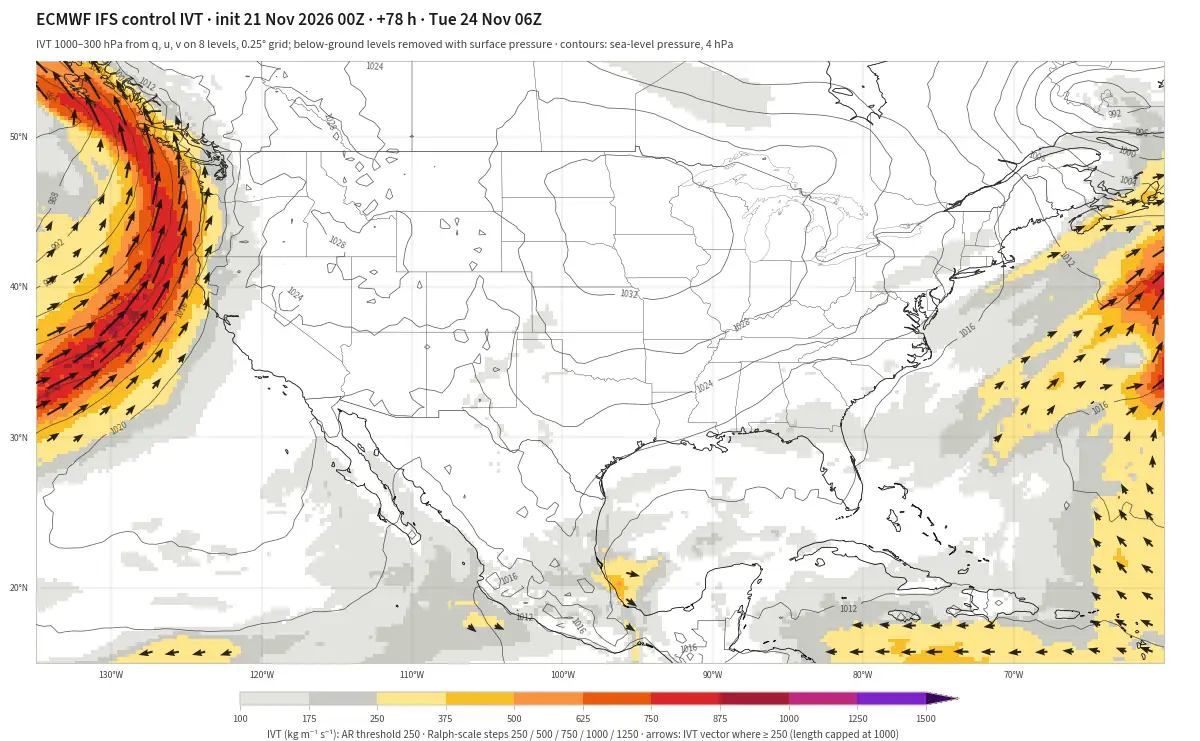 ECMWF IFS control IVT · init 21 Nov 2026 00Z · +78 h · Tue 24 Nov 06Z
IVT 1000–300 hPa from q, u, v on 8 levels, 0.25° grid; below-ground levels removed with surface pressure · contours: sea-level pressure, 4 hPa
1024
1012
992
50°N
1028
996
1000
1008
1004
988
992
1028
1012
40°N
1024
1032
1028
1016
1024
1016
1020
30°N
20°N
1016
1012
1012
1016
1016
130°W
120°W
110°W
100°W
90°W
80°W
70°W
100
175
250
375
500
625
750
875
1000
1250
1500
IVT (kg m⁻¹ s⁻¹): AR threshold 250 · Ralph-scale steps 250 / 500 / 750 / 1000 / 1250 · arrows: IVT vector where ≥ 250 (length capped at 1000)